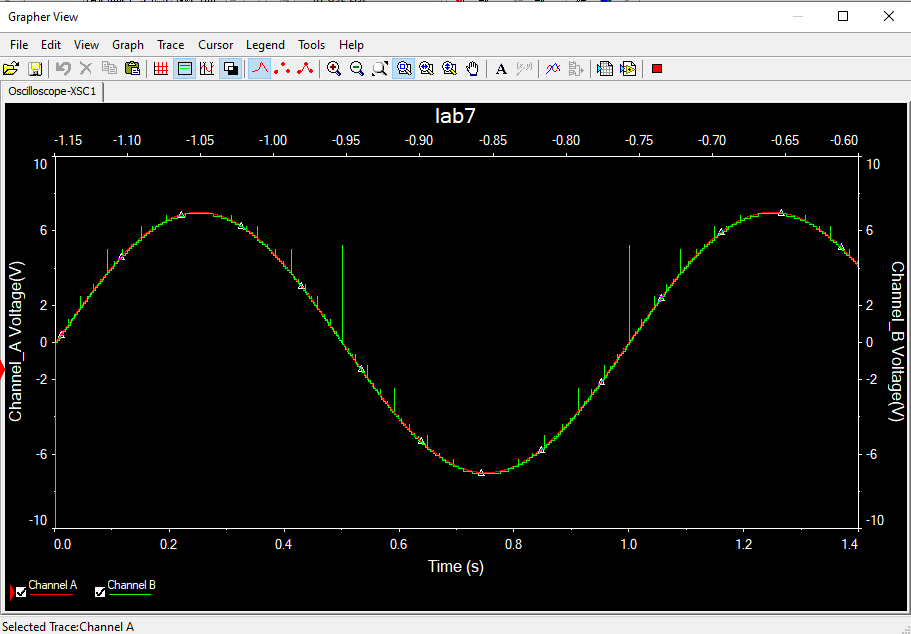 Grapher View
File Edit View Graph Trace Cursor Legend Tools Help
A
Oscilloscope-XSC1
lab7
-1.15 -1.10 -1.05 -1.00 -0.95 -0.90 -0.85 -0.80 -0.75 -0.70 -0.65 -0.60
10 10
6 6
2 2
0 0
-2 -2
-6 -6
-10 -10
Channel_A Voltage(V)
Channel_B Voltage(V)
0.0 0.2 0.4 0.6 0.8 1.0 1.2 1.4
Time (s)
Channel A Channel B
Selected Trace:Channel A